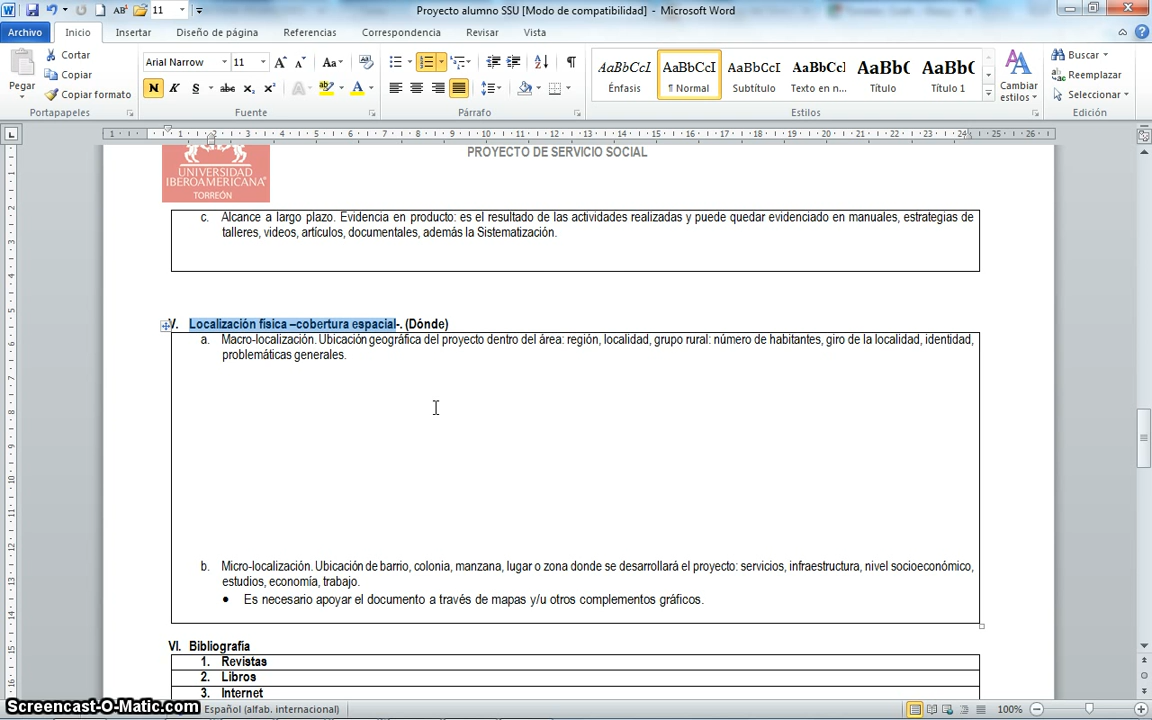 Proyecto alumno SSU [Modo de compatibilidad] - Microsoft Word
11
Archivo Inicio Insertar Diseño de página Referencias Correspondencia Revisar Vista
Pegar
Cortar
Copiar
Copiar formato
Portapapeles
Arial Narrow 11
N K S abc x₂ x²
Fuente
Párrafo
AaBbCcI Énfasis
AaBbCcI ¶ Normal
AaBbCcI Subtítulo
AaBbCcI Texto en n...
AaBb( Título
AaBbC Título 1
Estilos
Cambiar estilos
Buscar
Reemplazar
Seleccionar
Edición
UNIVERSIDAD
IBEROAMERICANA
TORREÓN
PROYECTO DE SERVICIO SOCIAL
c. Alcance a largo plazo. Evidencia en producto: es el resultado de las actividades realizadas y puede quedar evidenciado en manuales, estrategias de
talleres, videos, artículos, documentales, además la Sistematización.
V. Localización física –cobertura espacial-. (Dónde)
a. Macro-localización. Ubicación geográfica del proyecto dentro del área: región, localidad, grupo rural: número de habitantes, giro de la localidad, identidad,
problemáticas generales.
b. Micro-localización. Ubicación de barrio, colonia, manzana, lugar o zona donde se desarrollará el proyecto: servicios, infraestructura, nivel socioeconómico,
estudios, economía, trabajo.
• Es necesario apoyar el documento a través de mapas y/u otros complementos gráficos.
VI. Bibliografía
1. Revistas
2. Libros
3. Internet
Screencast-O-Matic.com
Español (alfab. internacional)
100%